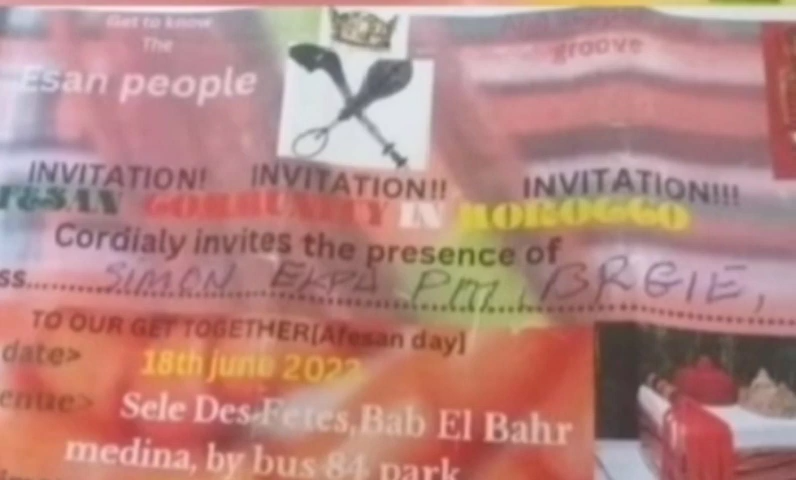 Get to know
The
Esan people
groove
INVITATION! INVITATION!! INVITATION!!!
COMMUNITY IN MOROCCO
Cordialy invites the presence of
ss.......SIMON EKPA PM, BRGIE,
TO OUR GET TOGETHER[Afesan day]
date> 18th june 2022
enue> Sele Des Fetes,Bab El Bahr
medina, by bus 84 park